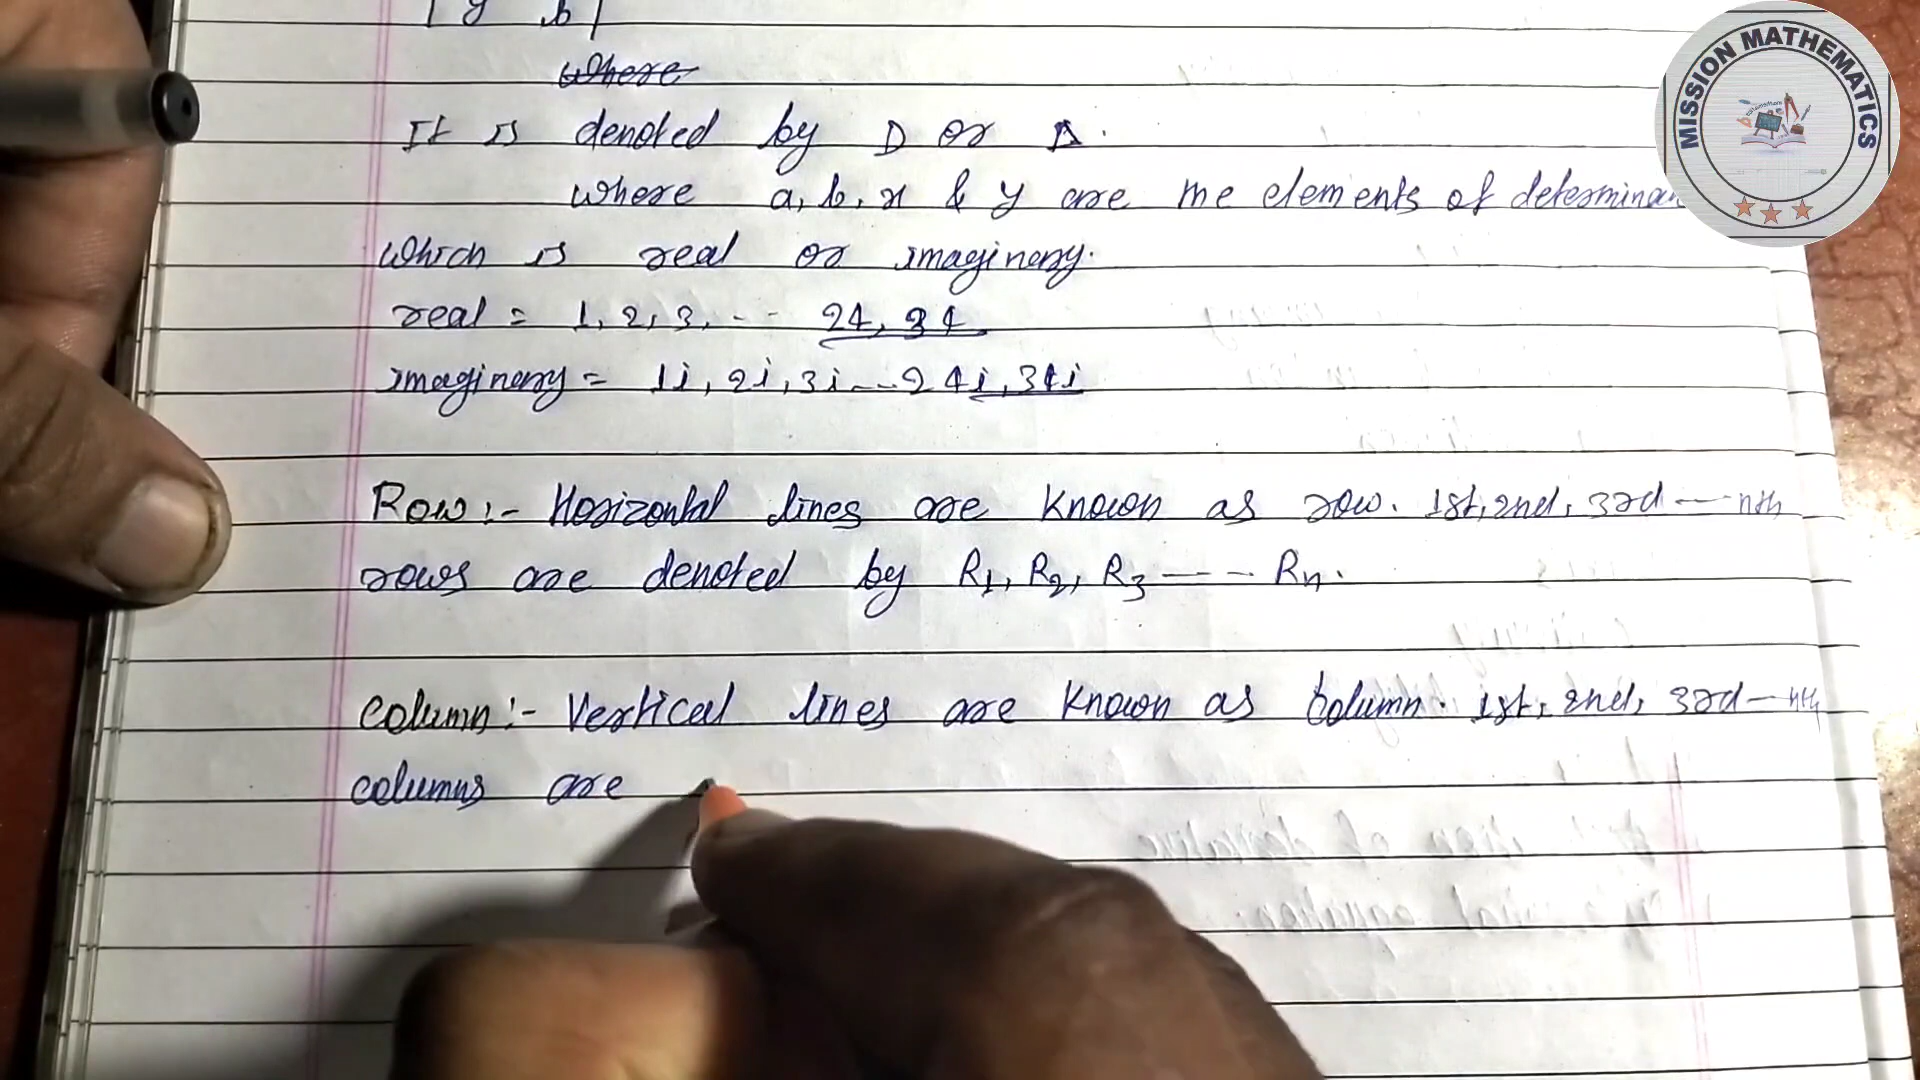 | y b |
It is denoted by D or Δ.
where a, b, x & y are the elements of
which is real or imaginery.
real = 1, 2, 3, -- 24, 34.
imaginery = 1i, 2i, 3i --24i, 34i
Row:- Horizontal lines are known as row. 1st, 2nd, 3rd — nth
rows are denoted by R1, R2, R3 --- Rn.
Column:- Vertical lines are known as column. 1st, 2nd, 3rd — nth
columns are
MISSION MATHEMATICS